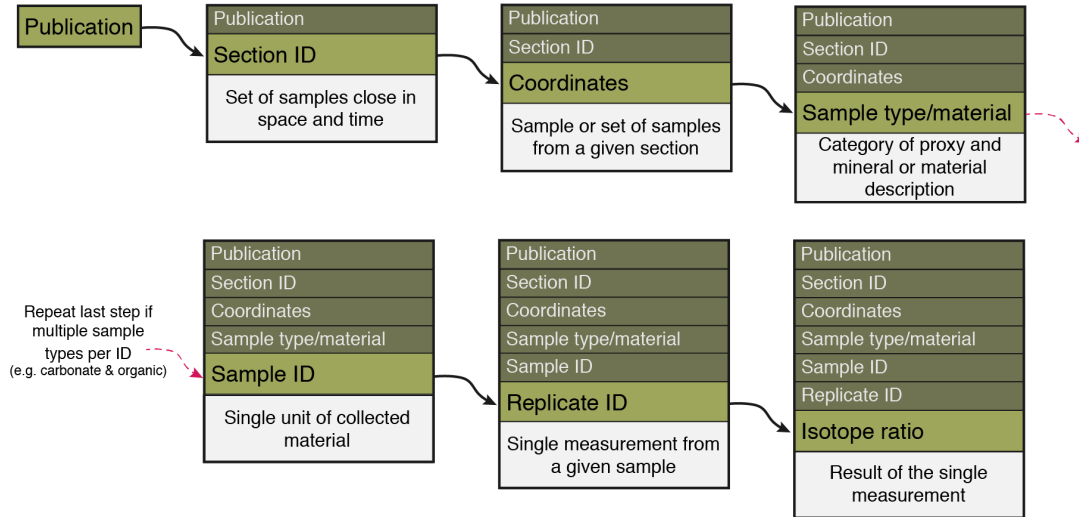 Publication
Publication
Section ID
Set of samples close in
space and time
Publication
Section ID
Coordinates
Sample or set of samples
from a given section
Publication
Section ID
Coordinates
Sample type/material
Category of proxy and
mineral or material
description
Repeat last step if
multiple sample
types per ID
(e.g. carbonate & organic)
Publication
Section ID
Coordinates
Sample type/material
Sample ID
Single unit of collected
material
Publication
Section ID
Coordinates
Sample type/material
Sample ID
Replicate ID
Single measurement from
a given sample
Publication
Section ID
Coordinates
Sample type/material
Sample ID
Replicate ID
Isotope ratio
Result of the single
measurement